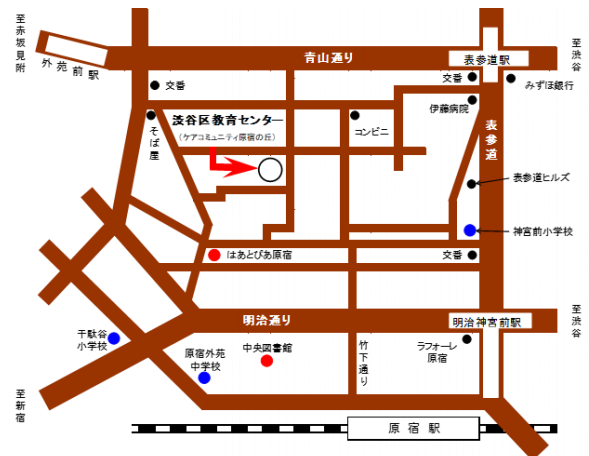 至赤坂見附
外苑前駅
青山通り
表参道駅
至渋谷
交番
交番
みずほ銀行
そば屋
渋谷区教育センター
(ケアコミュニティ原宿の丘)
コンビニ
伊藤病院
表参道
表参道ヒルズ
神宮前小学校
はあとぴあ原宿
交番
明治通り
明治神宮前駅
至渋谷
千駄谷
小学校
原宿外苑
中学校
中央図書館
竹下通り
ラフォーレ
原宿
至新宿
原宿駅